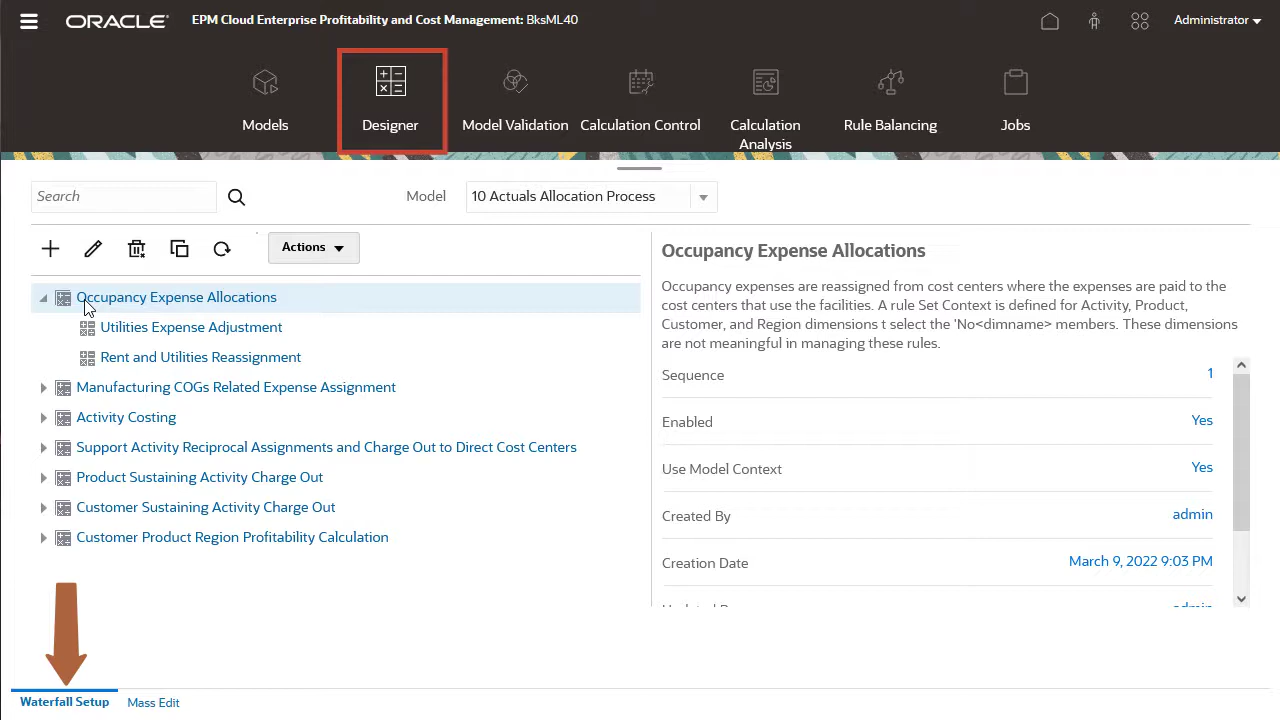 ORACLE EPM Cloud Enterprise Profitability and Cost Management: BksML40 Administrator
Models Designer Model Validation Calculation Control Calculation Analysis Rule Balancing Jobs
Search Model 10 Actuals Allocation Process
Actions
Occupancy Expense Allocations
Utilities Expense Adjustment
Rent and Utilities Reassignment
Manufacturing COGs Related Expense Assignment
Activity Costing
Support Activity Reciprocal Assignments and Charge Out to Direct Cost Centers
Product Sustaining Activity Charge Out
Customer Sustaining Activity Charge Out
Customer Product Region Profitability Calculation
Occupancy Expense Allocations
Occupancy expenses are reassigned from cost centers where the expenses are paid to the
cost centers that use the facilities. A rule Set Context is defined for Activity, Product,
Customer, and Region dimensions t select the 'No<dimname> members. These dimensions
are not meaningful in managing these rules.
Sequence 1
Enabled Yes
Use Model Context Yes
Created By admin
Creation Date March 9, 2022 9:03 PM
Waterfall Setup Mass Edit